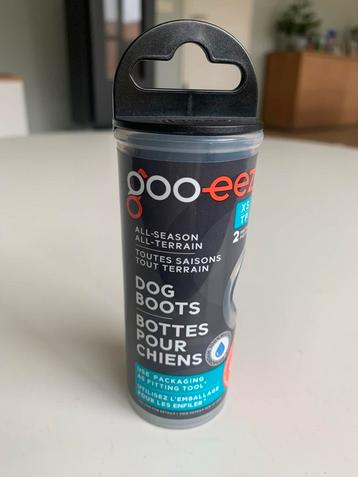 goo-eez
XS
TP
2
ALL-SEASON
ALL-TERRAIN
TOUTES SAISONS
TOUT TERRAIN
DOG
BOOTS
BOTTES
POUR
CHIENS
USE PACKAGING
AS FITTING TOOL*
UTILISEZ L'EMBALLAGE
POUR LES ENFILER*